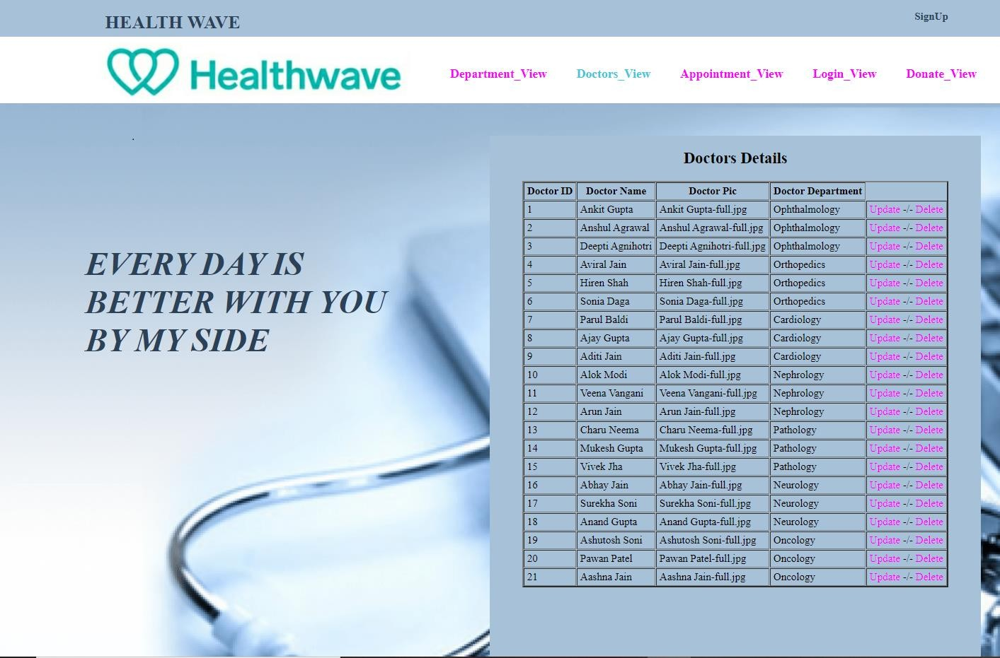 HEALTH WAVE
SignUp
Healthwave
Department_View Doctors_View Appointment_View Login_View Donate_View
.
EVERY DAY IS
BETTER WITH YOU
BY MY SIDE
Doctors Details
Doctor ID Doctor Name Doctor Pic Doctor Department
1 Ankit Gupta Ankit Gupta-full.jpg Ophthalmology Update -/- Delete
2 Anshul Agrawal Anshul Agrawal-full.jpg Ophthalmology Update -/- Delete
3 Deepti Agnihotri Deepti Agnihotri-full.jpg Ophthalmology Update -/- Delete
4 Aviral Jain Aviral Jain-full.jpg Orthopedics Update -/- Delete
5 Hiren Shah Hiren Shah-full.jpg Orthopedics Update -/- Delete
6 Sonia Daga Sonia Daga-full.jpg Orthopedics Update -/- Delete
7 Parul Baldi Parul Baldi-full.jpg Cardiology Update -/- Delete
8 Ajay Gupta Ajay Gupta-full.jpg Cardiology Update -/- Delete
9 Aditi Jain Aditi Jain-full.jpg Cardiology Update -/- Delete
10 Alok Modi Alok Modi-full.jpg Nephrology Update -/- Delete
11 Veena Vangani Veena Vangani-full.jpg Nephrology Update -/- Delete
12 Arun Jain Arun Jain-full.jpg Nephrology Update -/- Delete
13 Charu Neema Charu Neema-full.jpg Pathology Update -/- Delete
14 Mukesh Gupta Mukesh Gupta-full.jpg Pathology Update -/- Delete
15 Vivek Jha Vivek Jha-full.jpg Pathology Update -/- Delete
16 Abhay Jain Abhay Jain-full.jpg Neurology Update -/- Delete
17 Surekha Soni Surekha Soni-full.jpg Neurology Update -/- Delete
18 Anand Gupta Anand Gupta-full.jpg Neurology Update -/- Delete
19 Ashutosh Soni Ashutosh Soni-full.jpg Oncology Update -/- Delete
20 Pawan Patel Pawan Patel-full.jpg Oncology Update -/- Delete
21 Aashna Jain Aashna Jain-full.jpg Oncology Update -/- Delete